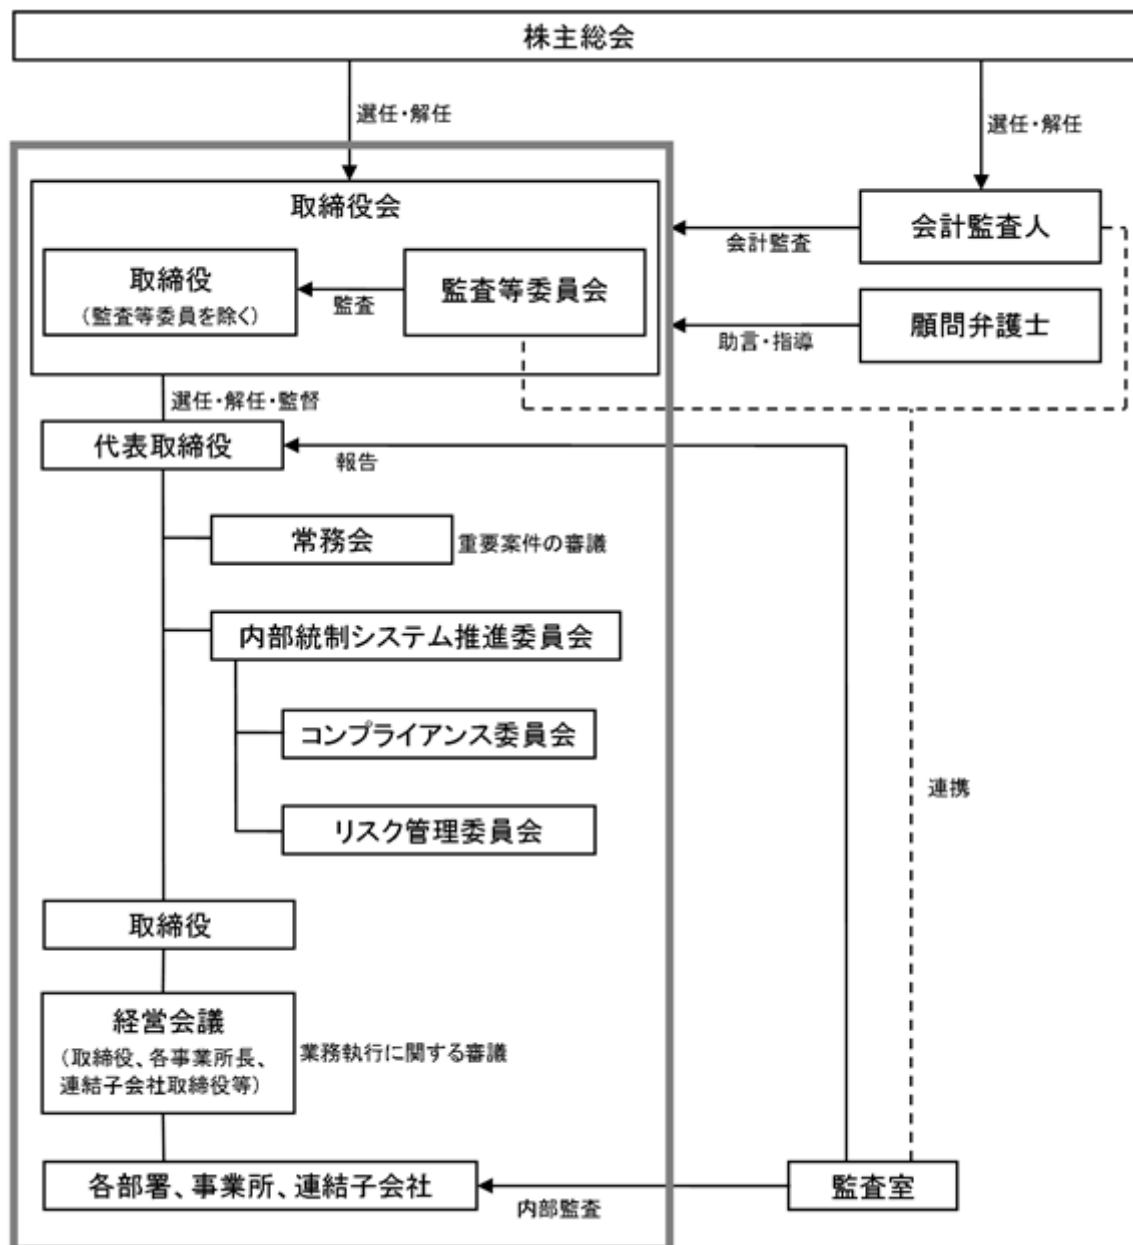 株主総会
選任・解任
選任・解任
取締役会
会計監査人
会計監査
取締役
(監査等委員を除く)
監査
監査等委員会
顧問弁護士
助言・指導
選任・解任・監督
代表取締役
報告
常務会
重要案件の審議
内部統制システム推進委員会
コンプライアンス委員会
連携
リスク管理委員会
取締役
経営会議
(取締役、各事業所長、
連結子会社取締役等)
業務執行に関する審議
各部署、事業所、連結子会社
内部監査
監査室